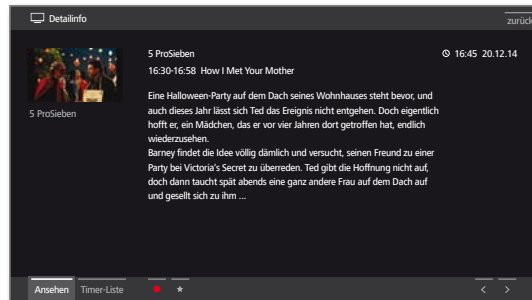 Detailinfo
zurück
5 ProSieben
16:45 20.12.14
16:30-16:58 How I Met Your Mother
5 ProSieben
Eine Halloween-Party auf dem Dach seines Wohnhauses steht bevor, und
auch dieses Jahr lässt sich Ted das Ereignis nicht entgehen. Doch eigentlich
hofft er, ein Mädchen, das er vor vier Jahren dort getroffen hat, endlich
wiederzusehen.
Barney findet die Idee völlig dämlich und versucht, seinen Freund zu einer
Party bei Victoria's Secret zu überreden. Ted gibt die Hoffnung nicht auf,
doch dann taucht spät abends eine ganz andere Frau auf dem Dach auf
und gesellt sich zu ihm ...
Ansehen
Timer-Liste